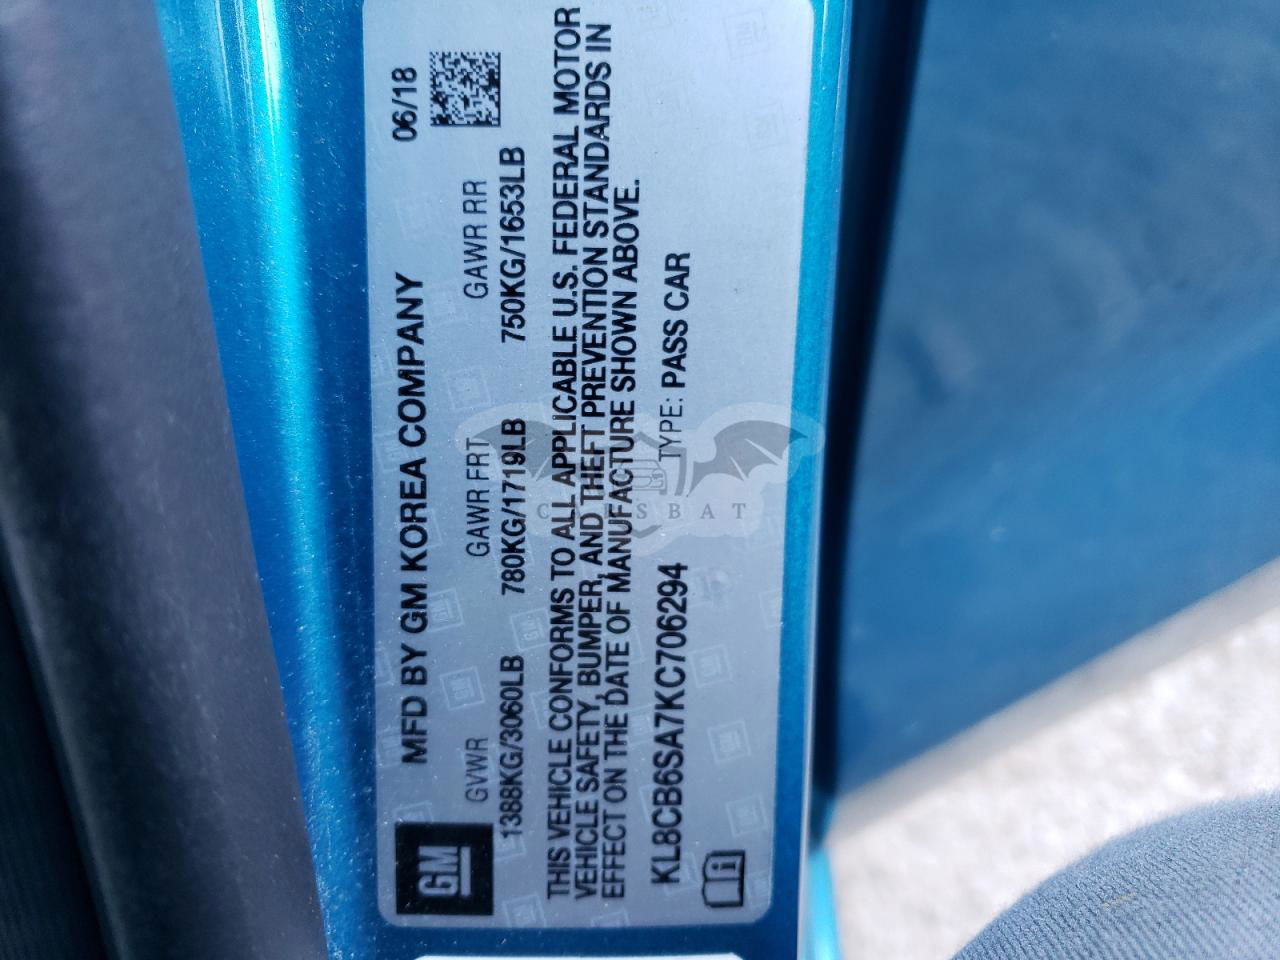 GM
MFD BY GM KOREA COMPANY 06/18
GVWR GAWR FRT GAWR RR
1388KG/3060LB 780KG/1719LB 750KG/1653LB
THIS VEHICLE CONFORMS TO ALL APPLICABLE U.S. FEDERAL MOTOR
VEHICLE SAFETY, BUMPER, AND THEFT PREVENTION STANDARDS IN
EFFECT ON THE DATE OF MANUFACTURE SHOWN ABOVE.
KL8CB6SA7KC706294 TYPE: PASS CAR
CARSBAT